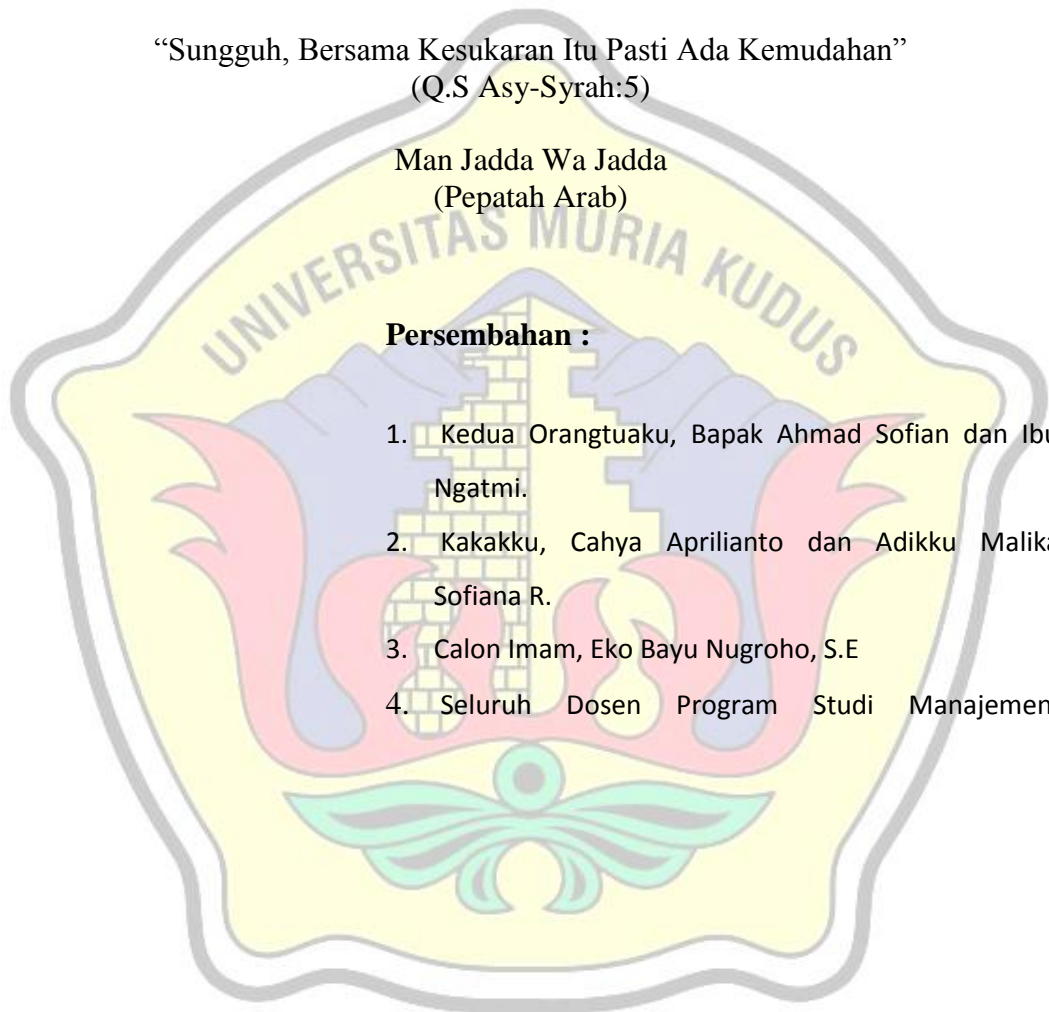 “Sungguh, Bersama Kesukaran Itu Pasti Ada Kemudahan”
(Q.S Asy-Syrah:5)
Man Jadda Wa Jadda
(Pepatah Arab)
UNIVERSITAS MURIA KUDUS
Persembahan :
1. Kedua Orangtuaku, Bapak Ahmad Sofian dan Ibu
Ngatmi.
2. Kakakku, Cahya Aprilianto dan Adikku Malika
Sofiana R.
3. Calon Imam, Eko Bayu Nugroho, S.E
4. Seluruh Dosen Program Studi Manajemen